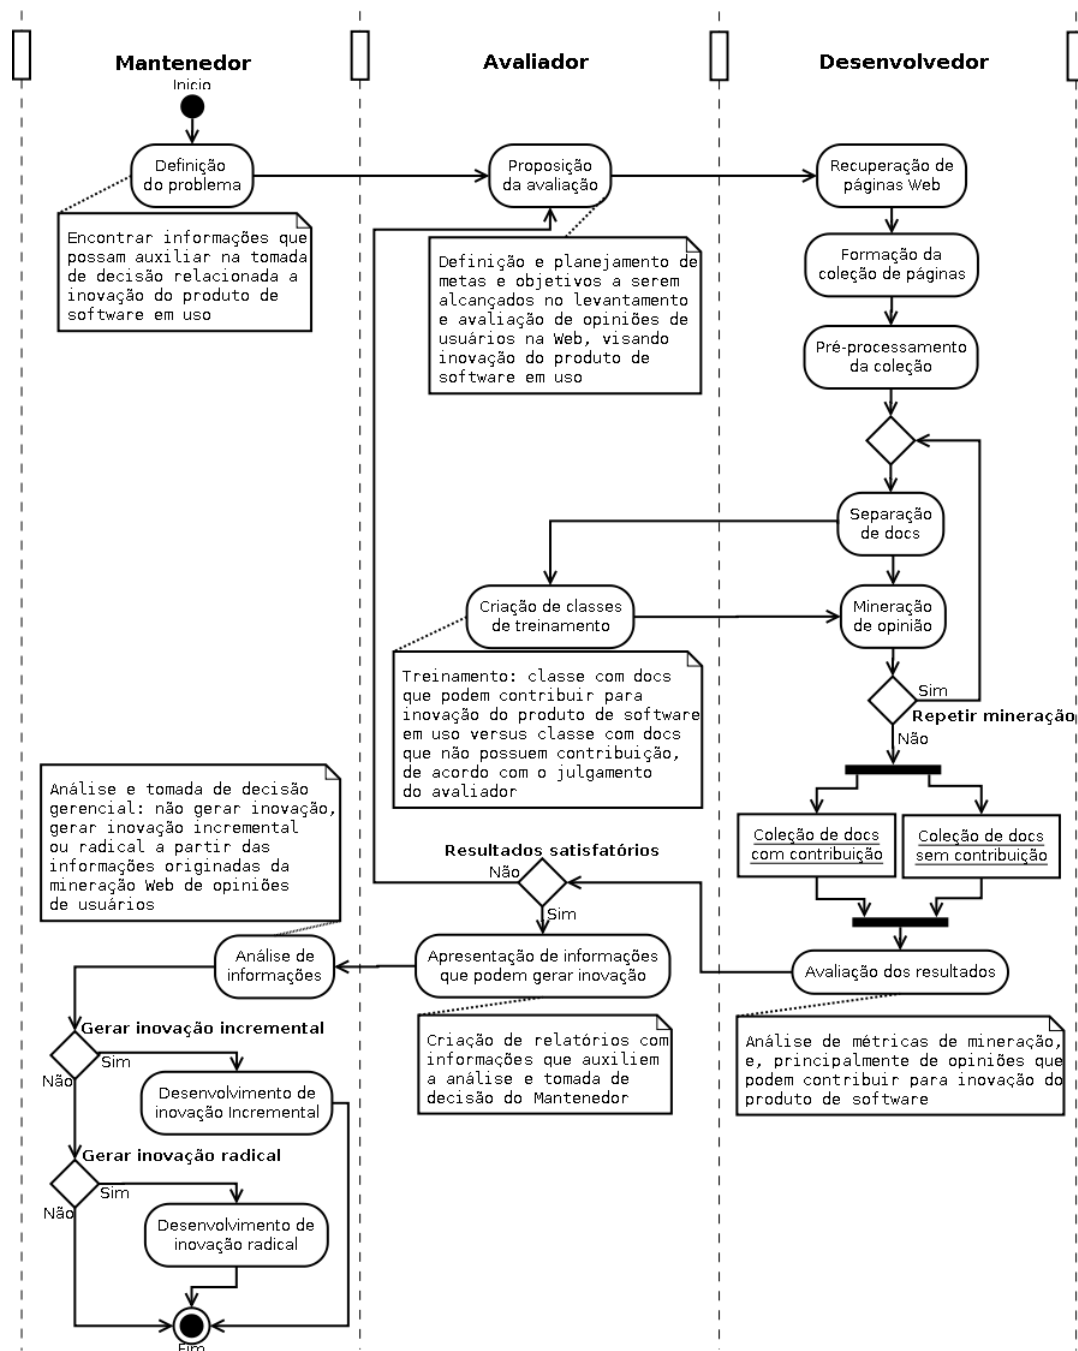 Mantenedor
Avaliador
Desenvolvedor
Inicio
Definição
do problema
Proposição
da avaliação
Recuperação de
páginas Web
Encontrar informações que
possam auxiliar na tomada
de decisão relacionada a
inovação do produto de
software em uso
Definição e planejamento de
metas e objetivos a serem
alcançados no levantamento
e avaliação de opiniões de
usuários na Web, visando
inovação do produto de
software em uso
Formação da
coleção de páginas
Pré-processamento
da coleção
Separação
de docs
Criação de classes
de treinamento
Mineração
de opinião
Treinamento: classe com docs
que podem contribuir para
inovação do produto de software
em uso versus classe com docs
que não possuem contribuição,
de acordo com o julgamento
do avaliador
Sim
Repetir mineração
Não
Coleção de docs
com contribuição
Coleção de docs
sem contribuição
Análise e tomada de decisão
gerencial: não gerar inovação,
gerar inovação incremental
ou radical a partir das
informações originadas da
mineração Web de opiniões
de usuários
Resultados satisfatórios
Não
Sim
Análise de
informações
Apresentação de informações
que podem gerar inovação
Avaliação dos resultados
Criação de relatórios com
informações que auxiliem
a análise e tomada de
decisão do Mantenedor
Análise de métricas de mineração,
e, principalmente de opiniões que
podem contribuir para inovação do
produto de software
Gerar inovação incremental
Sim
Não
Desenvolvimento de
inovação Incremental
Gerar inovação radical
Sim
Não
Desenvolvimento de
inovação radical
Fim